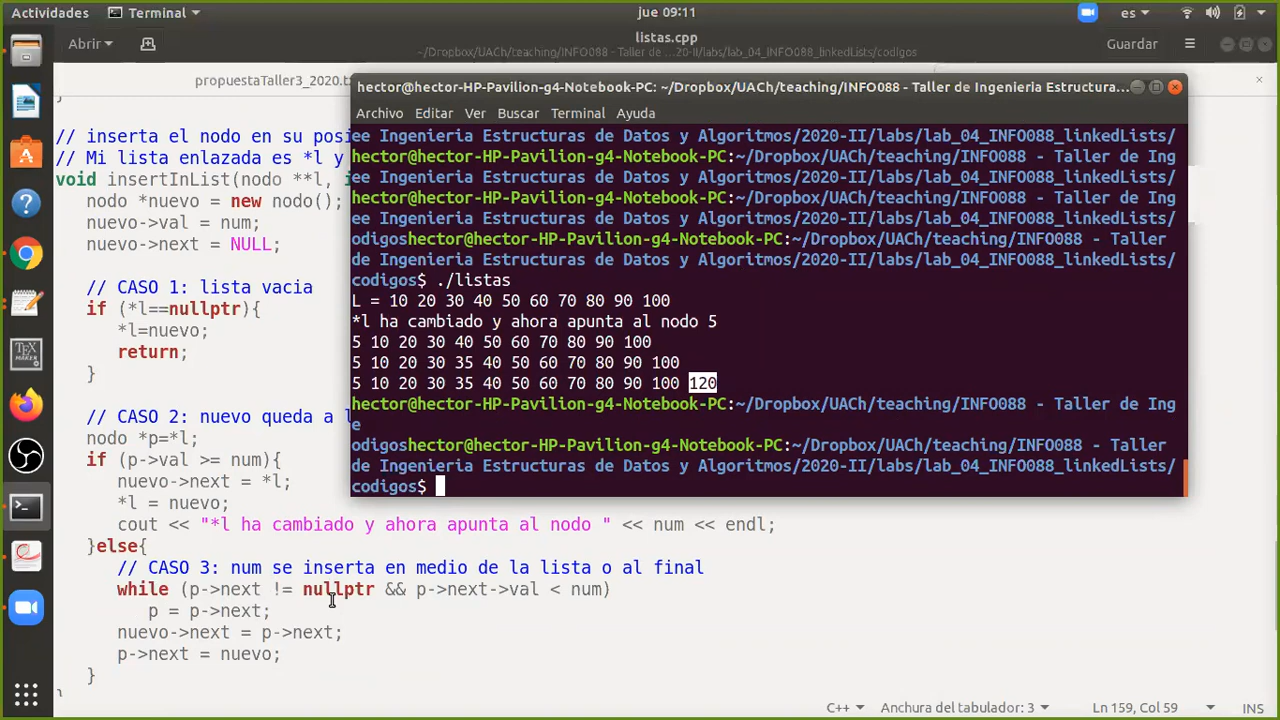 Actividades
Terminal
jue 09:11
es
Abrir
listas.cpp
~/Dropbox/UACh/teaching/INFO088 - Taller de ...20-II/labs/lab_04_INFO088_linkedLists/codigos
Guardar
propuestaTaller3_2020.t
hector@hector-HP-Pavilion-g4-Notebook-PC: ~/Dropbox/UACh/teaching/INFO088 - Taller de Ingenieria Estructura...
Archivo Editar Ver Buscar Terminal Ayuda
ee Ingenieria Estructuras de Datos y Algoritmos/2020-II/labs/lab_04_INFO088_linkedLists/
hector@hector-HP-Pavilion-g4-Notebook-PC:~/Dropbox/UACh/teaching/INFO088 - Taller de Ing
ee Ingenieria Estructuras de Datos y Algoritmos/2020-II/labs/lab_04_INFO088_linkedLists/
hector@hector-HP-Pavilion-g4-Notebook-PC:~/Dropbox/UACh/teaching/INFO088 - Taller de Ing
ee Ingenieria Estructuras de Datos y Algoritmos/2020-II/labs/lab_04_INFO088_linkedLists/
odigoshector@hector-HP-Pavilion-g4-Notebook-PC:~/Dropbox/UACh/teaching/INFO088 - Taller
de Ingenieria Estructuras de Datos y Algoritmos/2020-II/labs/lab_04_INFO088_linkedLists/
codigos$ ./listas
L = 10 20 30 40 50 60 70 80 90 100
*l ha cambiado y ahora apunta al nodo 5
5 10 20 30 40 50 60 70 80 90 100
5 10 20 30 35 40 50 60 70 80 90 100
5 10 20 30 35 40 50 60 70 80 90 100 120
hector@hector-HP-Pavilion-g4-Notebook-PC:~/Dropbox/UACh/teaching/INFO088 - Taller de Ing
e
odigoshector@hector-HP-Pavilion-g4-Notebook-PC:~/Dropbox/UACh/teaching/INFO088 - Taller
de Ingenieria Estructuras de Datos y Algoritmos/2020-II/labs/lab_04_INFO088_linkedLists/
codigos$
}
// inserta el nodo en su posi
// Mi lista enlazada es *l y
void insertInList(nodo **l, i
nodo *nuevo = new nodo();
nuevo->val = num;
nuevo->next = NULL;
// CASO 1: lista vacia
if (*l==nullptr){
*l=nuevo;
return;
}
// CASO 2: nuevo queda a l
nodo *p=*l;
if (p->val >= num){
nuevo->next = *l;
*l = nuevo;
cout << "*l ha cambiado y ahora apunta al nodo " << num << endl;
}else{
// CASO 3: num se inserta en medio de la lista o al final
while (p->next != nullptr && p->next->val < num)
p = p->next;
nuevo->next = p->next;
p->next = nuevo;
}
}
C++
Anchura del tabulador: 3
Ln 159, Col 59
INS